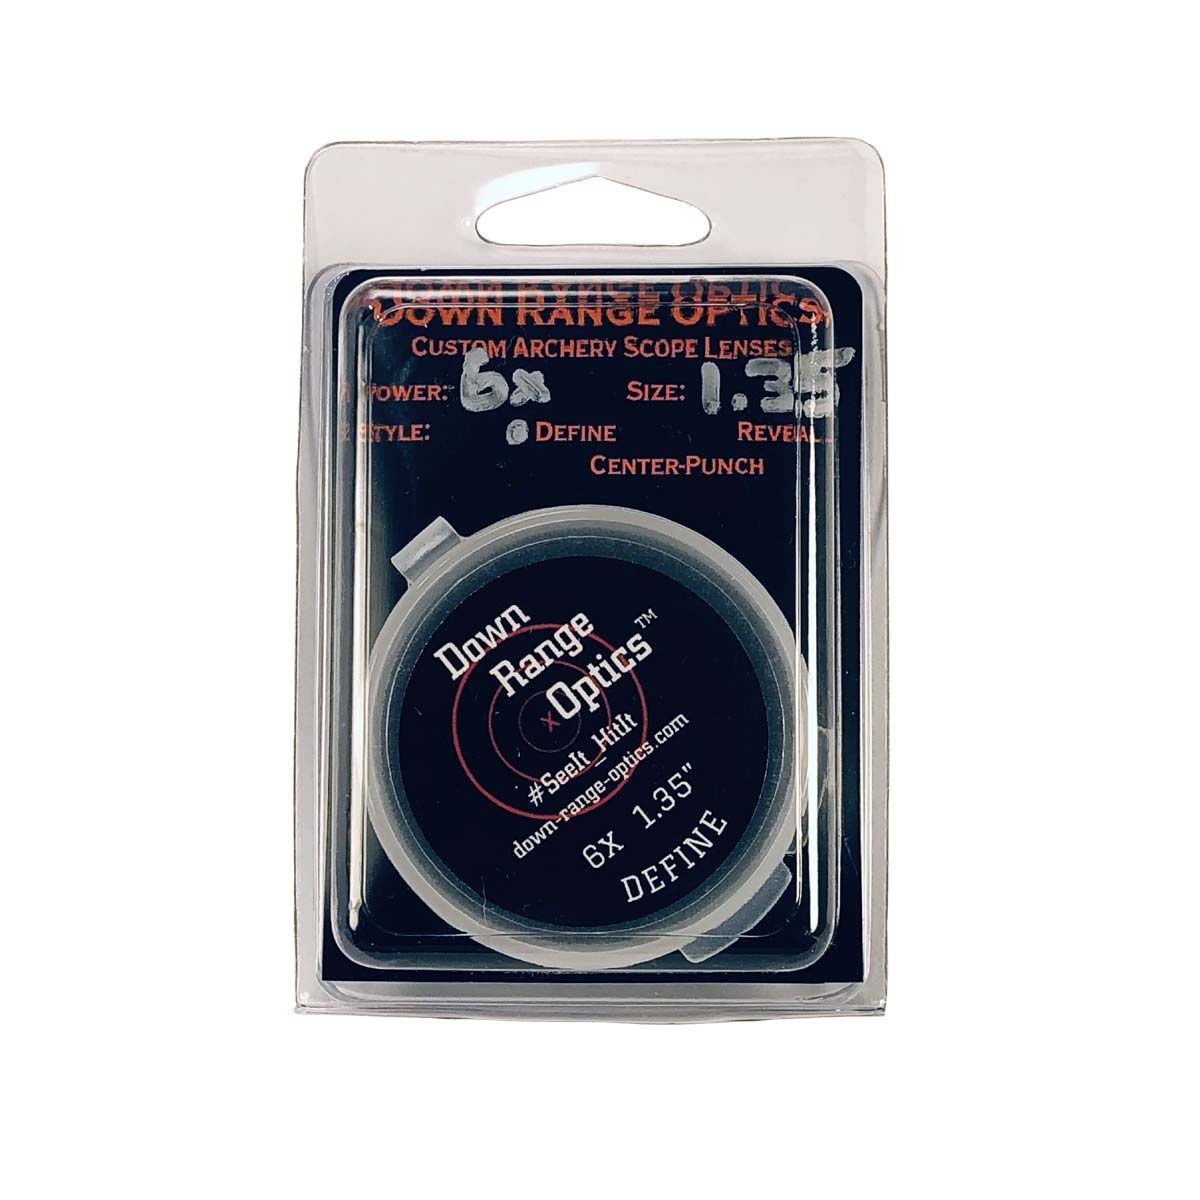 DOWN RANGE OPTICS
CUSTOM ARCHERY SCOPE LENSES
POWER: 6x SIZE: 1.35
STYLE: DEFINE REVEAL
CENTER-PUNCH
Down
Range
Optics™
#SeeIt_HitIt
down-range-optics.com
6X 1.35"
DEFINE